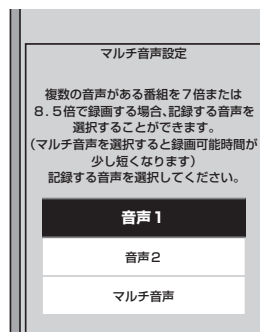 マルチ音声設定
複数の音声がある番組を7倍または
8.5倍で録画する場合、記録する音声を
選択することができます。
(マルチ音声を選択すると録画可能時間が
少し短くなります)
記録する音声を選択してください。
音声1
音声2
マルチ音声